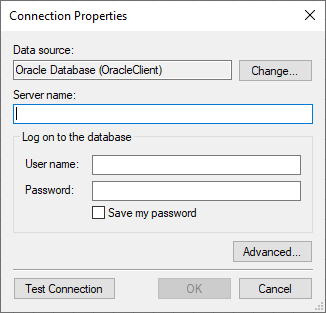 Connection Properties
Data source:
Oracle Database (OracleClient)
Change...
Server name:
Log on to the database
User name:
Password:
Save my password
Advanced...
Test Connection
OK
Cancel